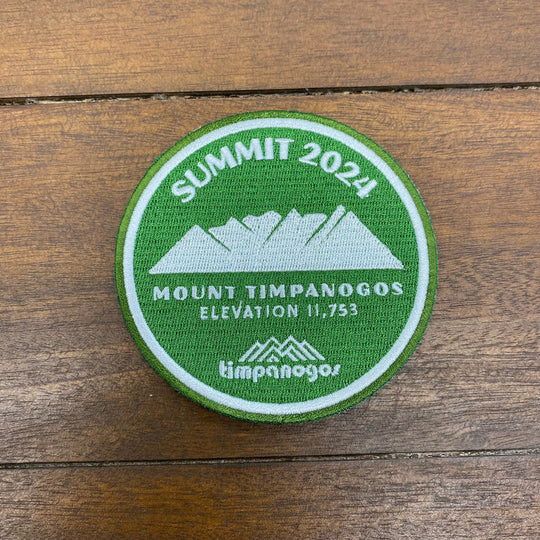 SUMMIT 2024
MOUNT TIMPANOGOS
ELEVATION 11,753
timpanogos